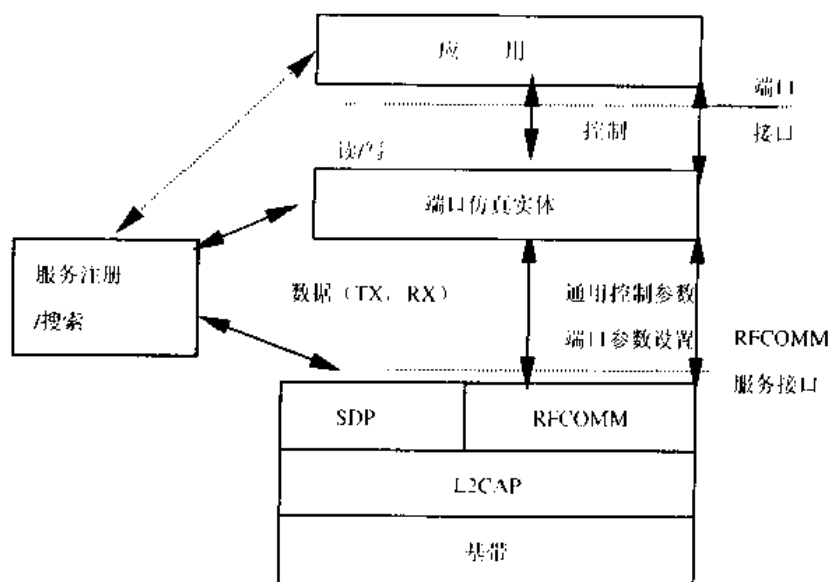 应 用
端口
控制
接口
读/写
端口仿真实体
服务注册
/搜索
数据（TX，RX）
通用控制参数
端口参数设置
RFCOMM
服务接口
SDP
RFCOMM
L2CAP
基带